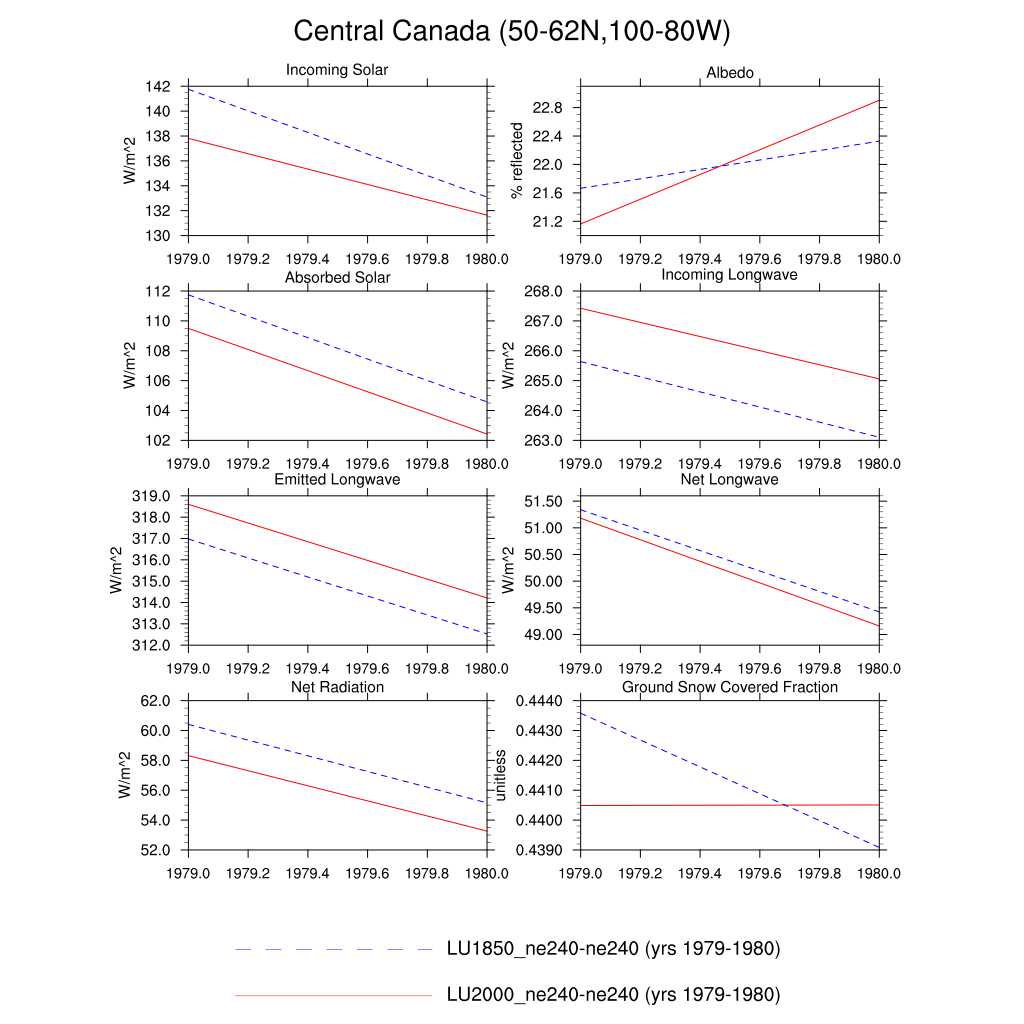 Central Canada (50-62N,100-80W)
Incoming Solar
W/m^2
142
140
138
136
134
132
130
1979.0 1979.2 1979.4 1979.6 1979.8 1980.0
Albedo
% reflected
22.8
22.4
22.0
21.6
21.2
1979.0 1979.2 1979.4 1979.6 1979.8 1980.0
Absorbed Solar
W/m^2
112
110
108
106
104
102
1979.0 1979.2 1979.4 1979.6 1979.8 1980.0
Incoming Longwave
W/m^2
268.0
267.0
266.0
265.0
264.0
263.0
1979.0 1979.2 1979.4 1979.6 1979.8 1980.0
Emitted Longwave
W/m^2
319.0
318.0
317.0
316.0
315.0
314.0
313.0
312.0
1979.0 1979.2 1979.4 1979.6 1979.8 1980.0
Net Longwave
W/m^2
51.50
51.00
50.50
50.00
49.50
49.00
1979.0 1979.2 1979.4 1979.6 1979.8 1980.0
Net Radiation
W/m^2
62.0
60.0
58.0
56.0
54.0
52.0
1979.0 1979.2 1979.4 1979.6 1979.8 1980.0
Ground Snow Covered Fraction
unitless
0.4440
0.4430
0.4420
0.4410
0.4400
0.4390
1979.0 1979.2 1979.4 1979.6 1979.8 1980.0
LU1850_ne240-ne240 (yrs 1979-1980)
LU2000_ne240-ne240 (yrs 1979-1980)